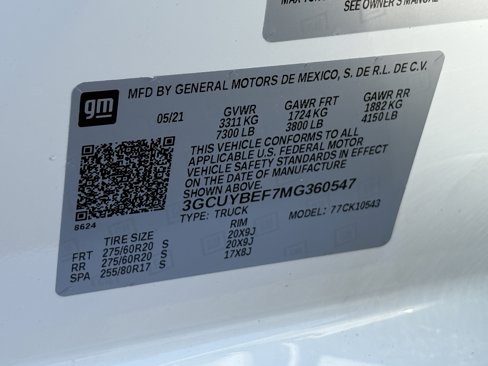 SEE OWNER'S MANUAL
gm
MFD BY GENERAL MOTORS DE MEXICO, S. DE R.L. DE C.V.
05/21 GVWR GAWR FRT GAWR RR
3311 KG 1724 KG 1882 KG
7300 LB 3800 LB 4150 LB
THIS VEHICLE CONFORMS TO ALL
APPLICABLE U.S. FEDERAL MOTOR
VEHICLE SAFETY STANDARDS IN EFFECT
ON THE DATE OF MANUFACTURE SHOWN ABOVE.
3GCUYBEF7MG360547
TYPE: TRUCK MODEL: 77CK10543
8624
TIRE SIZE RIM
FRT 275/60R20 S 20X9J
RR 275/60R20 S 20X9J
SPA 255/80R17 S 17X8J